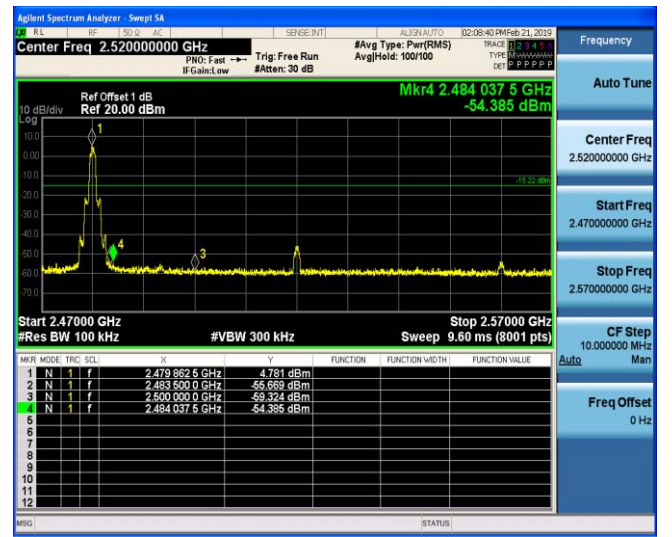 Agilent Spectrum Analyzer - Swept SA
RL RF 50 Ω AC SENSE:INT ALIGN AUTO 02:08:40 PM Feb 21, 2019
Center Freq 2.520000000 GHz
PNO: Fast
IFGain:Low
Trig: Free Run
#Atten: 30 dB
#Avg Type: Pwr(RMS)
Avg|Hold: 100/100
TRACE 1 2 3 4 5 6
TYPE
DET P P P P P P
Frequency
Auto Tune
Center Freq
2.520000000 GHz
Start Freq
2.470000000 GHz
Stop Freq
2.570000000 GHz
CF Step
10.000000 MHz
Auto Man
Freq Offset
0 Hz
Mkr4 2.484 037 5 GHz
-54.385 dBm
Ref Offset 1 dB
10 dB/div Ref 20.00 dBm
Log
10.0
0.00
-10.0
-20.0
-30.0
-40.0
-50.0
-60.0
-70.0
1
4
3
-15.22 dBm
Start 2.47000 GHz Stop 2.57000 GHz
#Res BW 100 kHz #VBW 300 kHz Sweep 9.60 ms (8001 pts)
MKR MODE TRC SCL X Y FUNCTION FUNCTION WIDTH FUNCTION VALUE
1 N 1 f 2.479 862 5 GHz 4.781 dBm
2 N 1 f 2.483 500 0 GHz -55.669 dBm
3 N 1 f 2.500 000 0 GHz -59.324 dBm
4 N 1 f 2.484 037 5 GHz -54.385 dBm
5
6
7
8
9
10
11
12
MSG STATUS